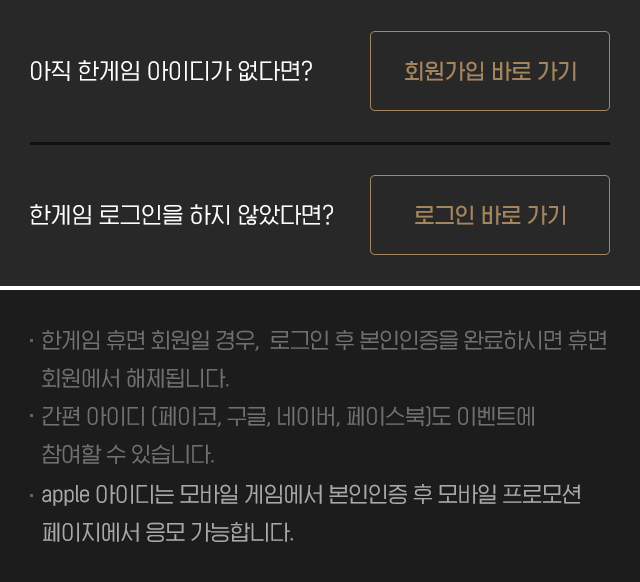 아직 한게임 아이디가 없다면?
회원가입 바로 가기
한게임 로그인을 하지 않았다면?
로그인 바로 가기
· 한게임 휴면 회원일 경우, 로그인 후 본인인증을 완료하시면 휴면
회원에서 해제됩니다.
· 간편 아이디 (페이코, 구글, 네이버, 페이스북)도 이벤트에
참여할 수 있습니다.
· apple 아이디는 모바일 게임에서 본인인증 후 모바일 프로모션
페이지에서 응모 가능합니다.